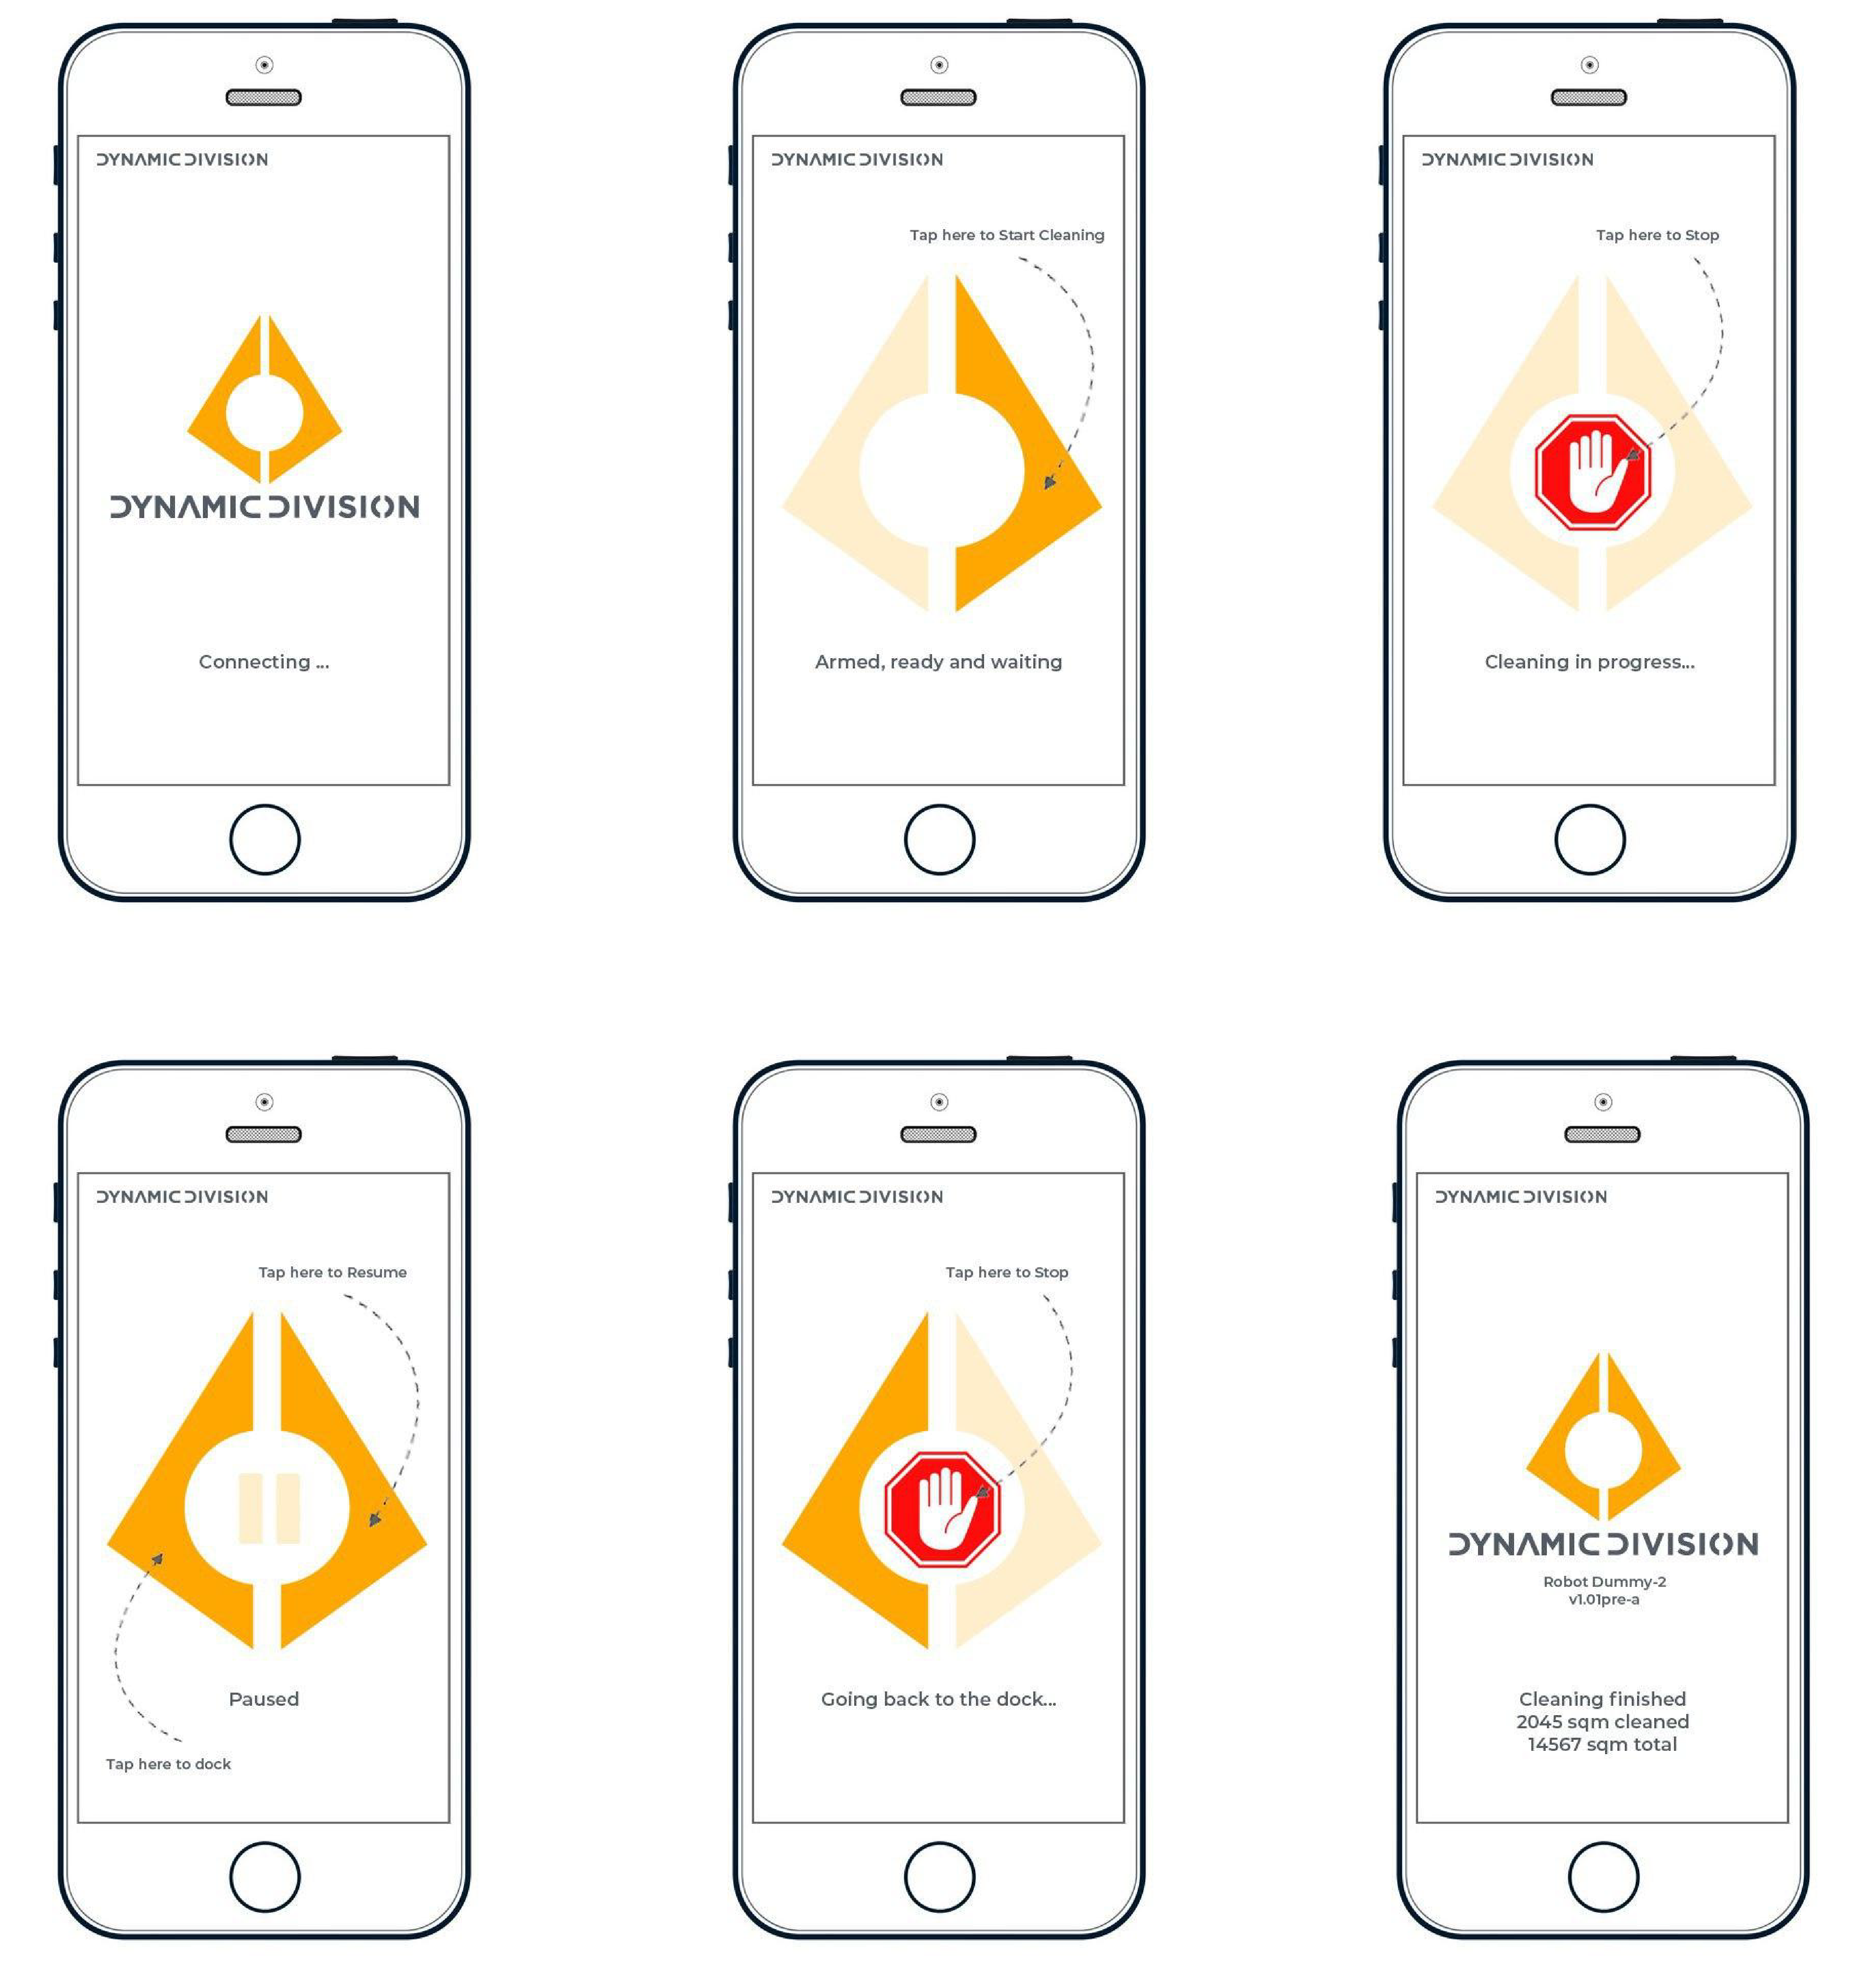 DYNAMIC DIVISION
DYNAMIC DIVISION
Connecting ...
DYNAMIC DIVISION
Tap here to Start Cleaning
Armed, ready and waiting
DYNAMIC DIVISION
Tap here to Stop
Cleaning in progress...
DYNAMIC DIVISION
Tap here to Resume
Paused
Tap here to dock
DYNAMIC DIVISION
Tap here to Stop
Going back to the dock...
DYNAMIC DIVISION
DYNAMIC DIVISION
Robot Dummy-2
v1.01pre-a
Cleaning finished
2045 sqm cleaned
14567 sqm total